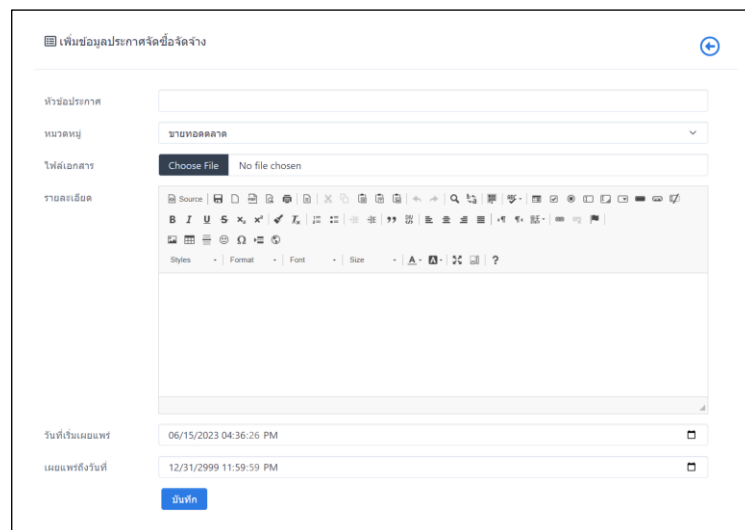 เพิ่มข้อมูลประกาศจัดซื้อจัดจ้าง
หัวข้อประกาศ
หมวดหมู่ ขายทอดตลาด
ไฟล์เอกสาร Choose File No file chosen
รายละเอียด Source
B I U S x₂ x² Iₓ
Ω
Styles Format Font Size A A ?
วันที่เริ่มเผยแพร่ 06/15/2023 04:36:26 PM
เผยแพร่ถึงวันที่ 12/31/2999 11:59:59 PM
บันทึก